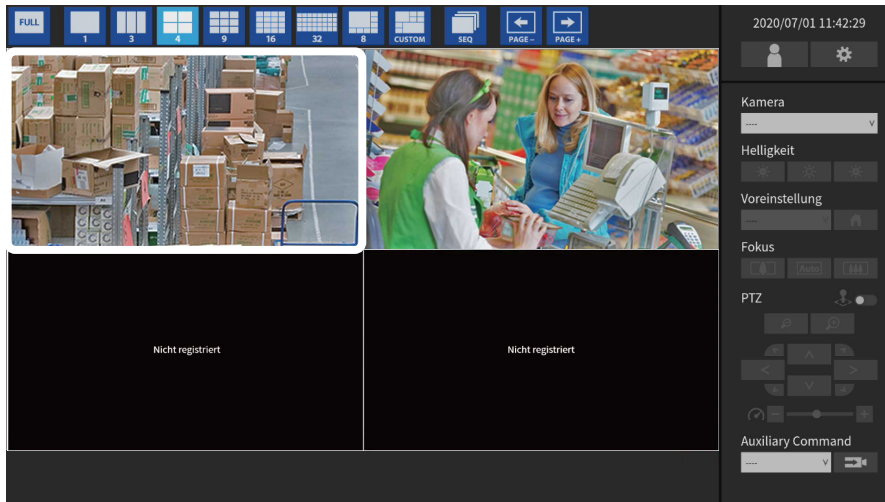 FULL
1
3
4
9
16
32
8
CUSTOM
SEQ
PAGE−
PAGE+
2020/07/01 11:42:29
Kamera
----
Helligkeit
Voreinstellung
----
Fokus
Auto
PTZ
Nicht registriert
Nicht registriert
Auxiliary Command
----